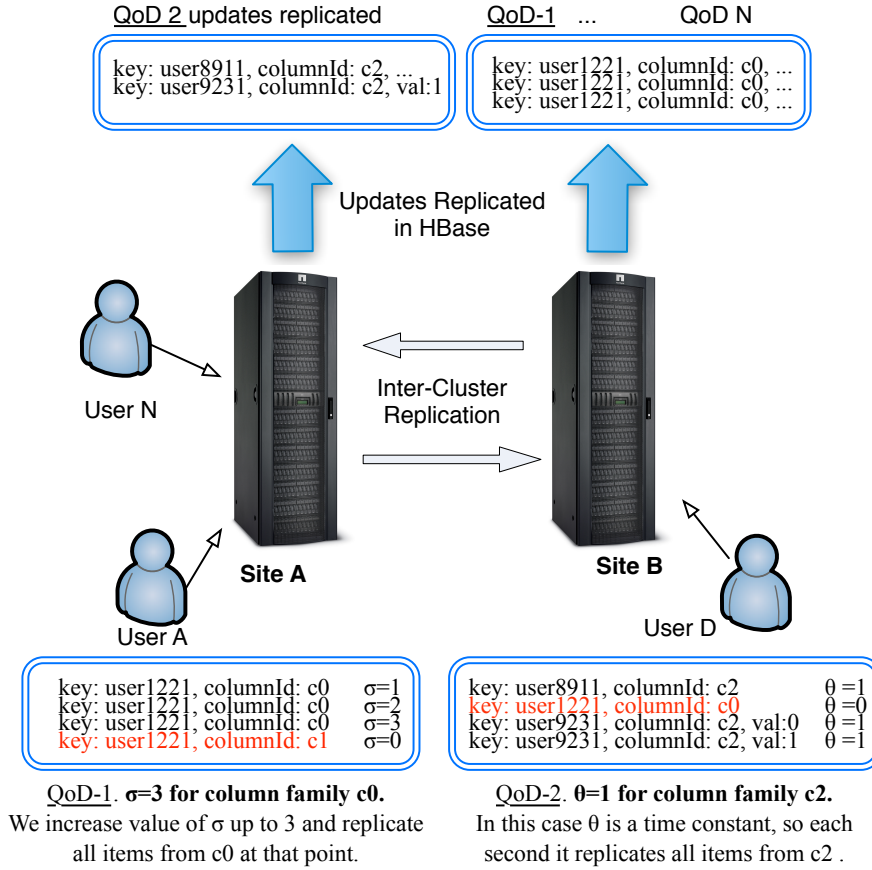 QoD 2 updates replicated
key: user8911, columnId: c2, ...
key: user9231, columnId: c2, val:1
QoD-1 ... QoD N
key: user1221, columnId: c0, ...
key: user1221, columnId: c0, ...
key: user1221, columnId: c0, ...
Updates Replicated
in HBase
Inter-Cluster
Replication
User N
Site A
Site B
User A
User D
key: user1221, columnId: c0 σ=1
key: user1221, columnId: c0 σ=2
key: user1221, columnId: c0 σ=3
key: user1221, columnId: c1 σ=0
QoD-1. σ=3 for column family c0.
We increase value of σ up to 3 and replicate
all items from c0 at that point.
key: user8911, columnId: c2 θ =1
key: user1221, columnId: c0 θ =0
key: user9231, columnId: c2, val:0 θ =1
key: user9231, columnId: c2, val:1 θ =1
QoD-2. θ=1 for column family c2.
In this case θ is a time constant, so each
second it replicates all items from c2 .